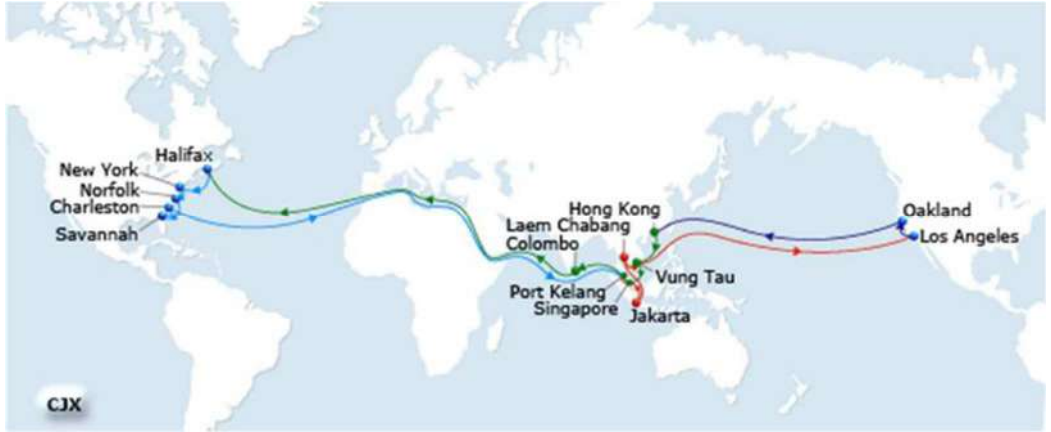 Halifax
New York
Norfolk
Charleston
Savannah
Hong Kong
Laem Chabang
Colombo
Oakland
Los Angeles
Vung Tau
Port Kelang
Singapore
Jakarta
CJX